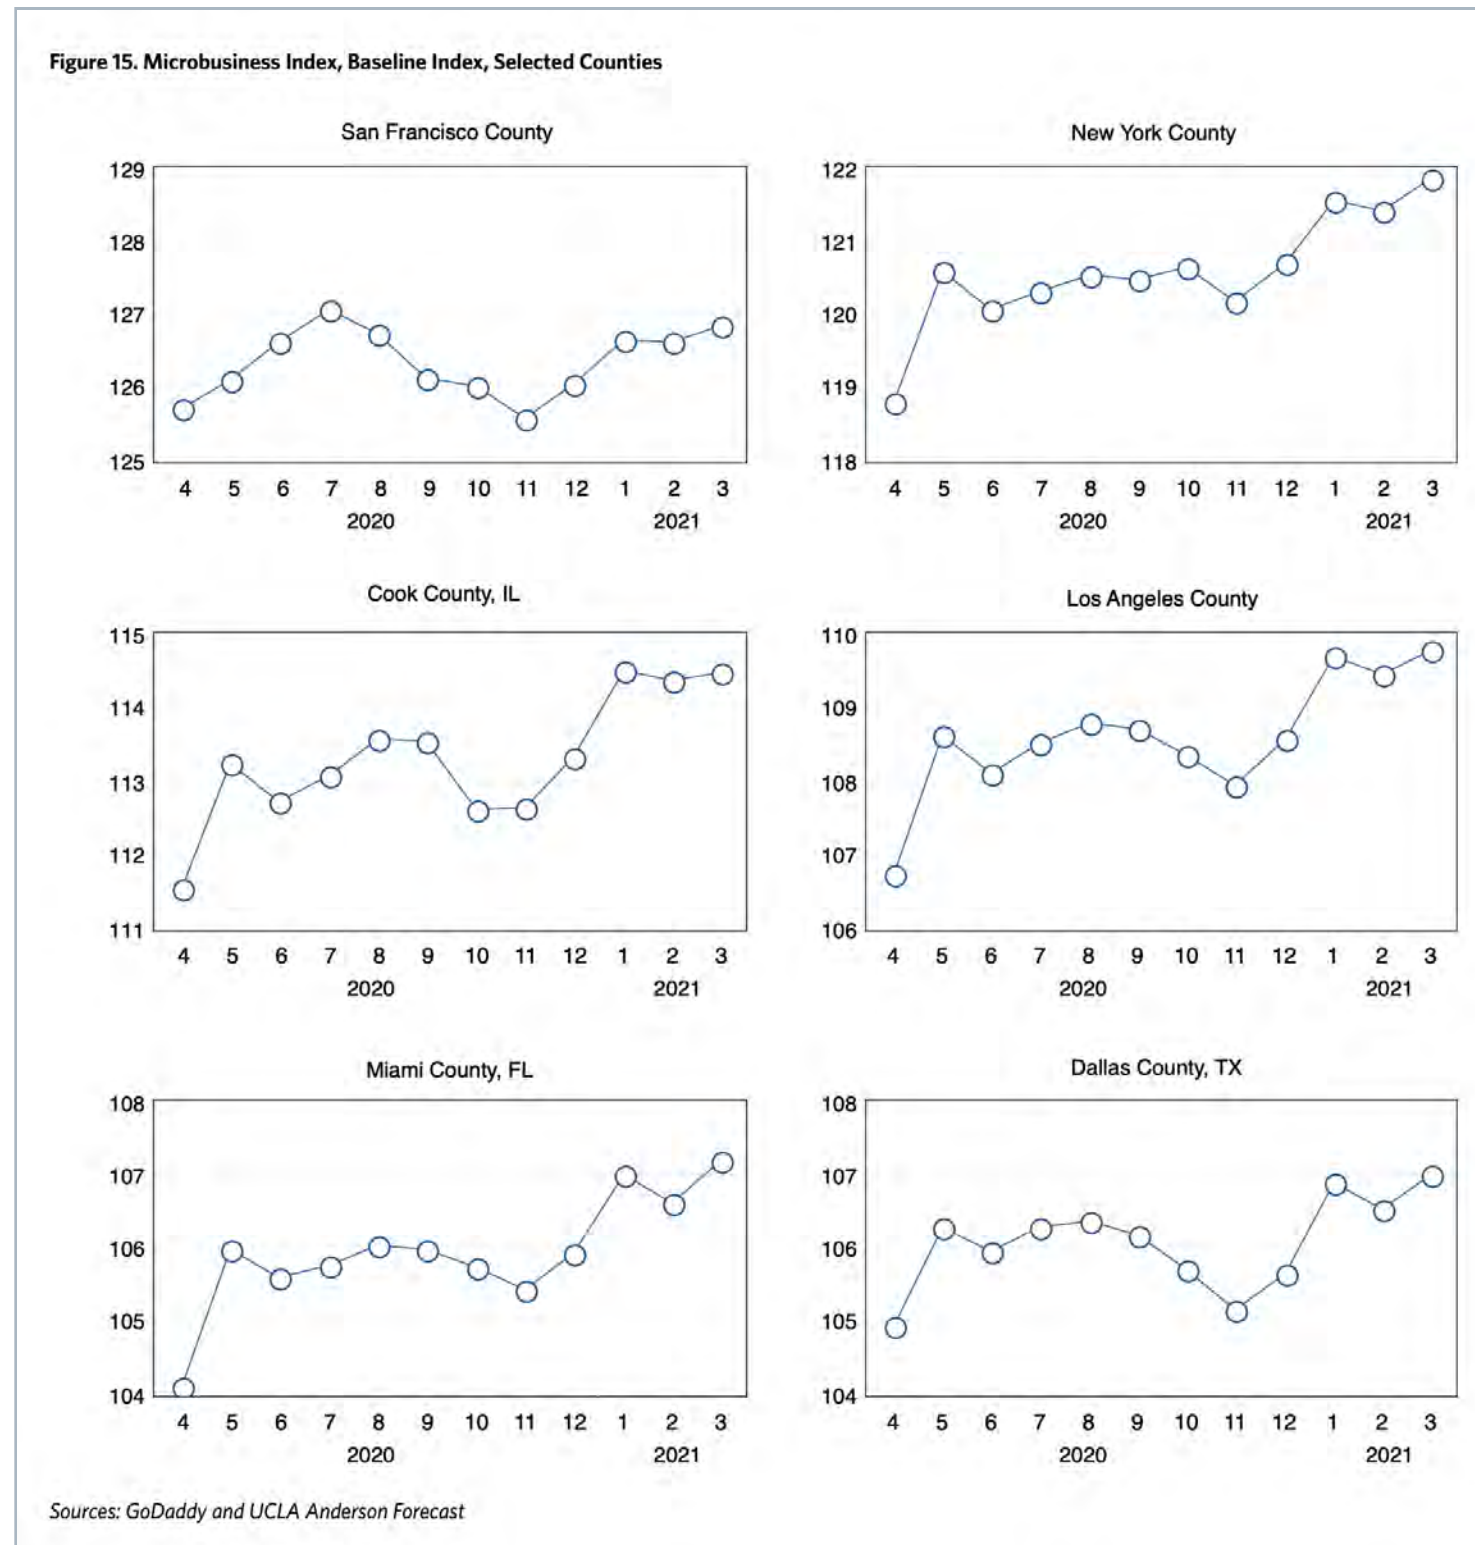 Figure 15. Microbusiness Index, Baseline Index, Selected Counties
San Francisco County
129
128
127
126
125
4 5 6 7 8 9 10 11 12 1 2 3
2020 2021
New York County
122
121
120
119
118
4 5 6 7 8 9 10 11 12 1 2 3
2020 2021
Cook County, IL
115
114
113
112
111
4 5 6 7 8 9 10 11 12 1 2 3
2020 2021
Los Angeles County
110
109
108
107
106
4 5 6 7 8 9 10 11 12 1 2 3
2020 2021
Miami County, FL
108
107
106
105
104
4 5 6 7 8 9 10 11 12 1 2 3
2020 2021
Dallas County, TX
108
107
106
105
104
4 5 6 7 8 9 10 11 12 1 2 3
2020 2021
Sources: GoDaddy and UCLA Anderson Forecast